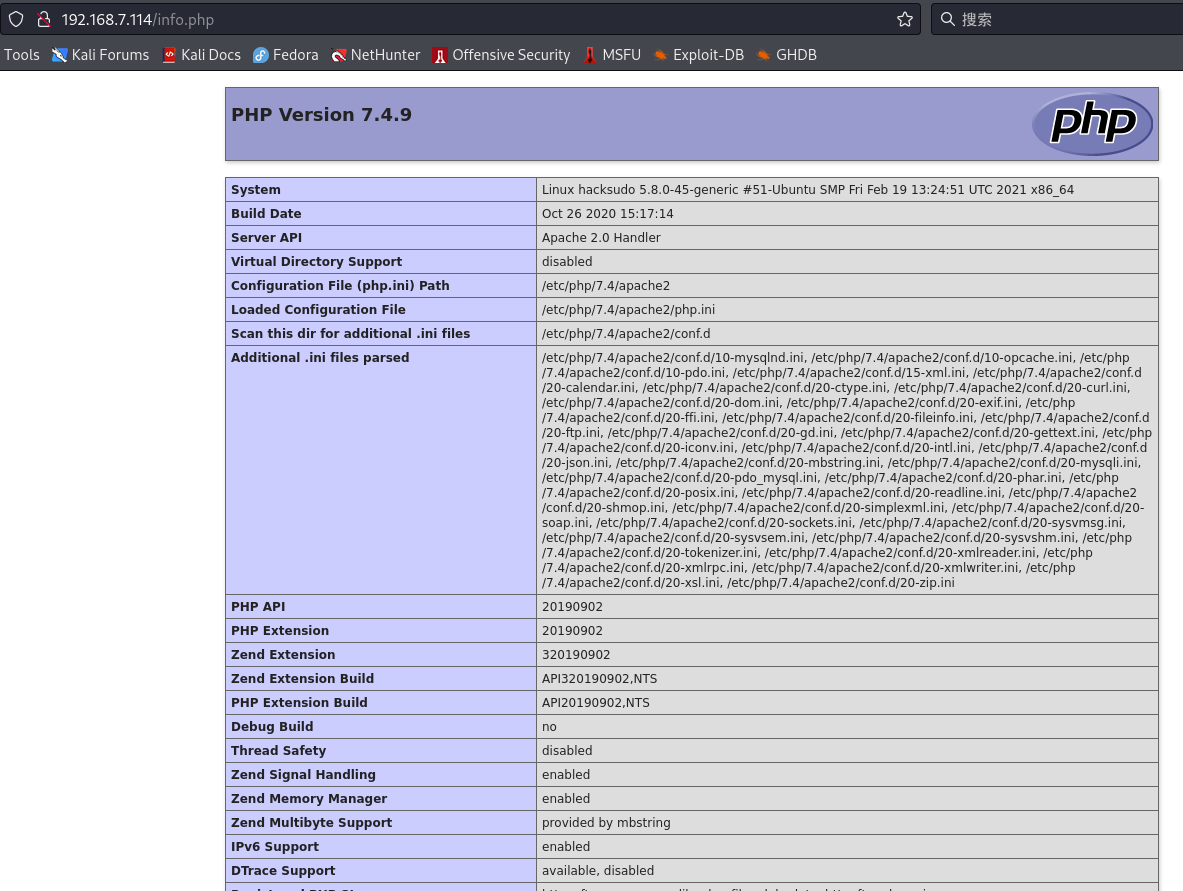 192.168.7.114/info.php
搜索
Tools Kali Forums Kali Docs Fedora NetHunter Offensive Security MSFU Exploit-DB GHDB
PHP Version 7.4.9
php
System Linux hacksudo 5.8.0-45-generic #51-Ubuntu SMP Fri Feb 19 13:24:51 UTC 2021 x86_64
Build Date Oct 26 2020 15:17:14
Server API Apache 2.0 Handler
Virtual Directory Support disabled
Configuration File (php.ini) Path /etc/php/7.4/apache2
Loaded Configuration File /etc/php/7.4/apache2/php.ini
Scan this dir for additional .ini files /etc/php/7.4/apache2/conf.d
Additional .ini files parsed /etc/php/7.4/apache2/conf.d/10-mysqlnd.ini, /etc/php/7.4/apache2/conf.d/10-opcache.ini, /etc/php
/7.4/apache2/conf.d/10-pdo.ini, /etc/php/7.4/apache2/conf.d/15-xml.ini, /etc/php/7.4/apache2/conf.d
/20-calendar.ini, /etc/php/7.4/apache2/conf.d/20-ctype.ini, /etc/php/7.4/apache2/conf.d/20-curl.ini,
/etc/php/7.4/apache2/conf.d/20-dom.ini, /etc/php/7.4/apache2/conf.d/20-exif.ini, /etc/php
/7.4/apache2/conf.d/20-ffi.ini, /etc/php/7.4/apache2/conf.d/20-fileinfo.ini, /etc/php/7.4/apache2/conf.d
/20-ftp.ini, /etc/php/7.4/apache2/conf.d/20-gd.ini, /etc/php/7.4/apache2/conf.d/20-gettext.ini, /etc/php
/7.4/apache2/conf.d/20-iconv.ini, /etc/php/7.4/apache2/conf.d/20-intl.ini, /etc/php/7.4/apache2/conf.d
/20-json.ini, /etc/php/7.4/apache2/conf.d/20-mbstring.ini, /etc/php/7.4/apache2/conf.d/20-mysqli.ini,
/etc/php/7.4/apache2/conf.d/20-pdo_mysql.ini, /etc/php/7.4/apache2/conf.d/20-phar.ini, /etc/php
/7.4/apache2/conf.d/20-posix.ini, /etc/php/7.4/apache2/conf.d/20-readline.ini, /etc/php/7.4/apache2
/conf.d/20-shmop.ini, /etc/php/7.4/apache2/conf.d/20-simplexml.ini, /etc/php/7.4/apache2/conf.d/20-
soap.ini, /etc/php/7.4/apache2/conf.d/20-sockets.ini, /etc/php/7.4/apache2/conf.d/20-sysvmsg.ini,
/etc/php/7.4/apache2/conf.d/20-sysvsem.ini, /etc/php/7.4/apache2/conf.d/20-sysvshm.ini, /etc/php
/7.4/apache2/conf.d/20-tokenizer.ini, /etc/php/7.4/apache2/conf.d/20-xmlreader.ini, /etc/php
/7.4/apache2/conf.d/20-xmlrpc.ini, /etc/php/7.4/apache2/conf.d/20-xmlwriter.ini, /etc/php
/7.4/apache2/conf.d/20-xsl.ini, /etc/php/7.4/apache2/conf.d/20-zip.ini
PHP API 20190902
PHP Extension 20190902
Zend Extension 320190902
Zend Extension Build API320190902,NTS
PHP Extension Build API20190902,NTS
Debug Build no
Thread Safety disabled
Zend Signal Handling enabled
Zend Memory Manager enabled
Zend Multibyte Support provided by mbstring
IPv6 Support enabled
DTrace Support available, disabled